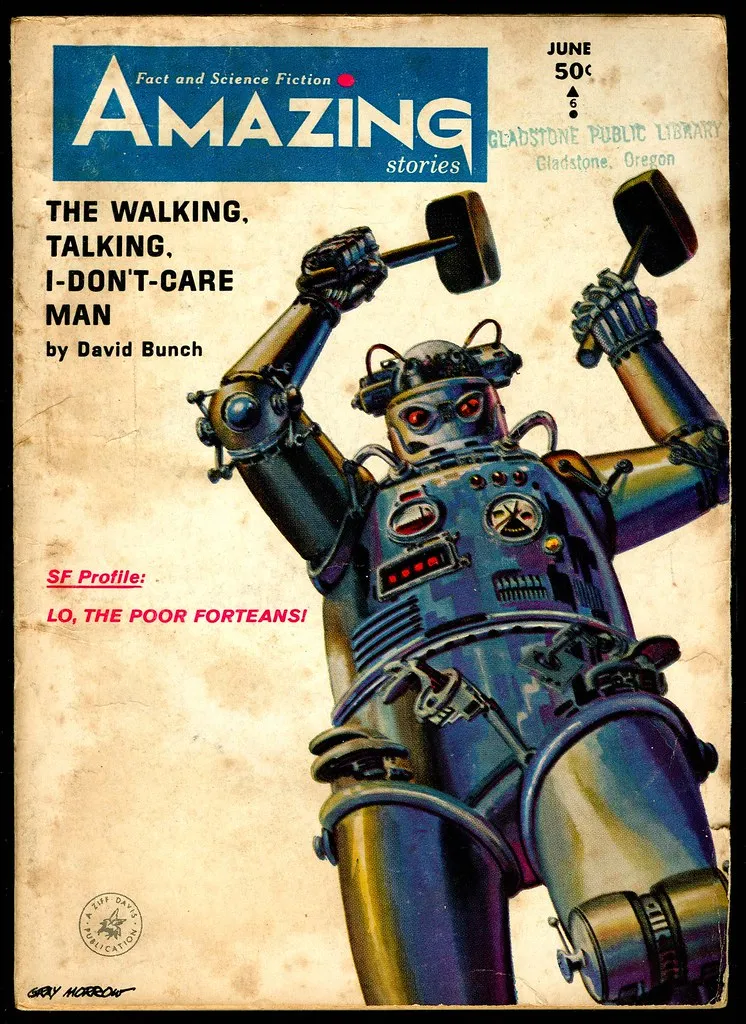 JUNE
50¢
6
Fact and Science Fiction
AMAZING
stories
GLADSTONE PUBLIC LIBRARY
Gladstone, Oregon
THE WALKING,
TALKING,
I-DON'T-CARE
MAN
by David Bunch
SF Profile:
LO, THE POOR FORTEANS!
A ZIFF DAVIS
PUBLICATION
GRAY MORROW